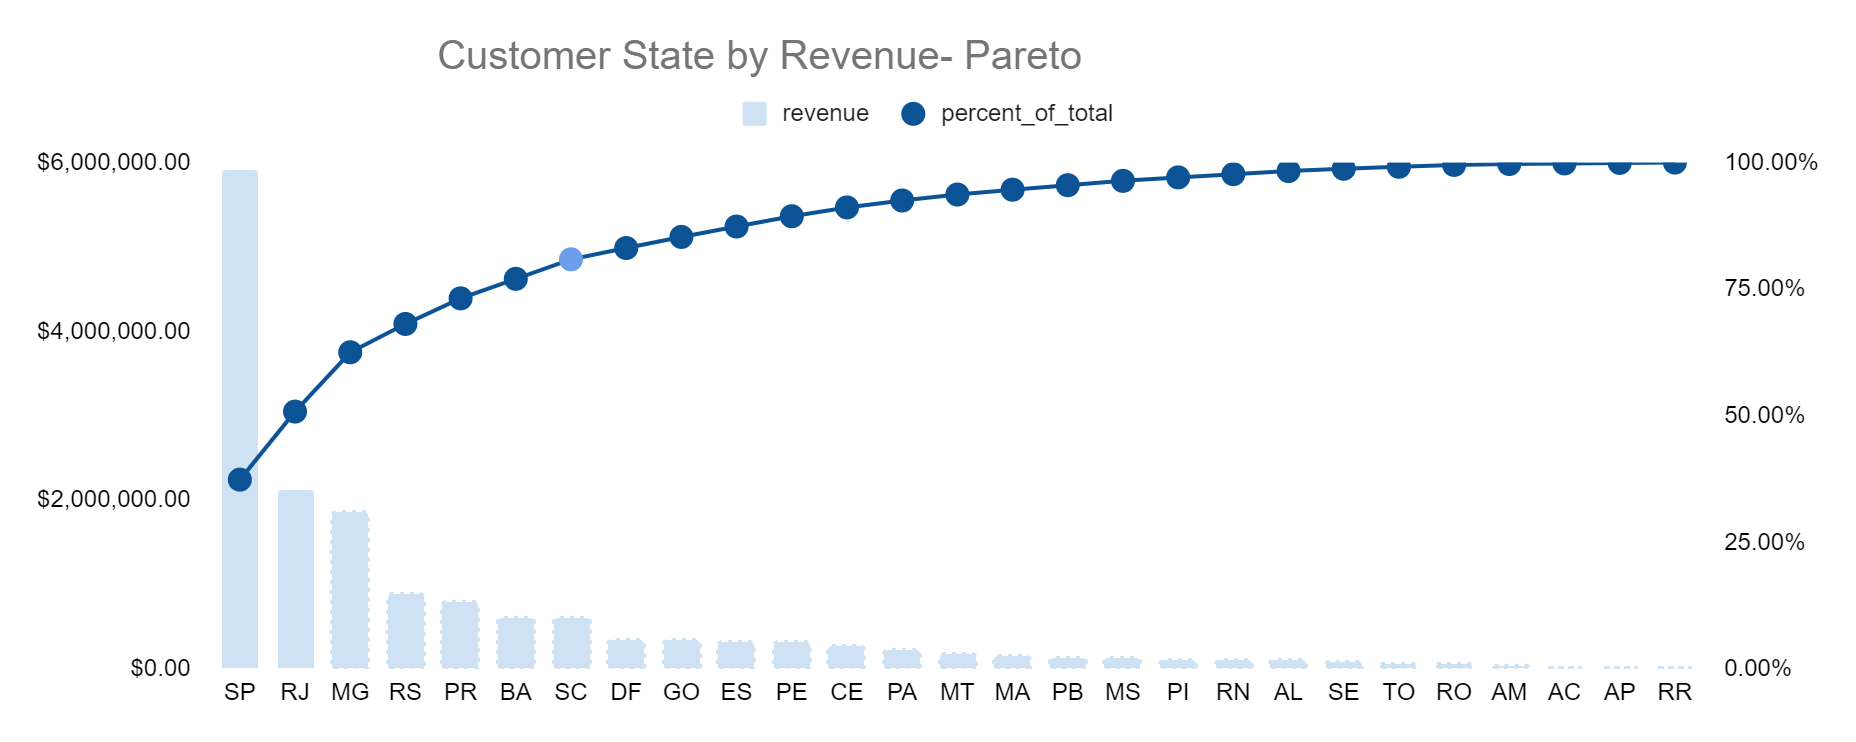 Customer State by Revenue- Pareto
revenue percent_of_total
$6,000,000.00 100.00%
75.00%
$4,000,000.00
50.00%
$2,000,000.00
25.00%
$0.00 0.00%
SP RJ MG RS PR BA SC DF GO ES PE CE PA MT MA PB MS PI RN AL SE TO RO AM AC AP RR